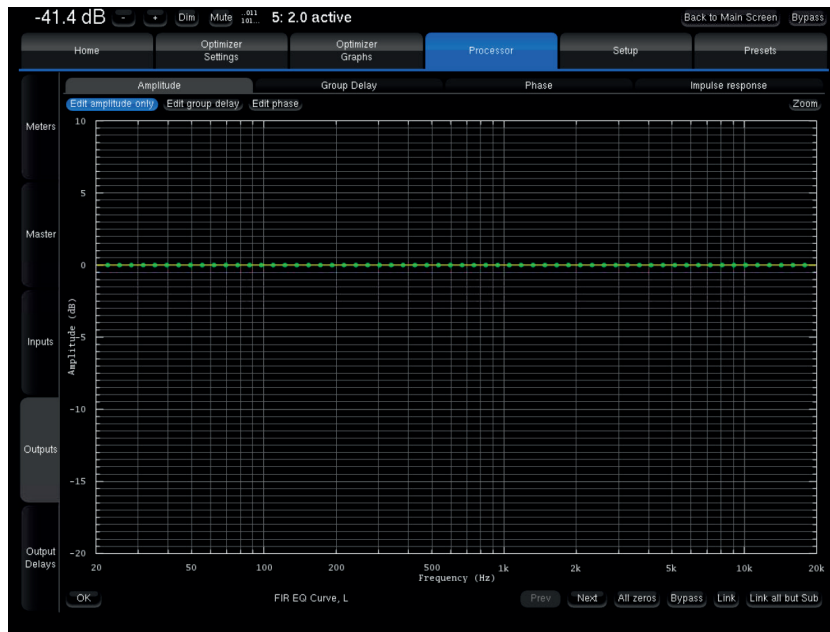 -41.4 dB - + Dim Mute ..011 101... 5: 2.0 active Back to Main Screen Bypass
Home Optimizer Settings Optimizer Graphs Processor Setup Presets
Amplitude Group Delay Phase Impulse response
Edit amplitude only Edit group delay Edit phase Zoom
Meters
Master
Inputs
Outputs
Output Delays
10
5
0
-5
-10
-15
-20
Amplitude (dB)
20 50 100 200 500 1k 2k 5k 10k 20k
Frequency (Hz)
OK FIR EQ Curve, L Prev Next All zeros Bypass Link Link all but Sub